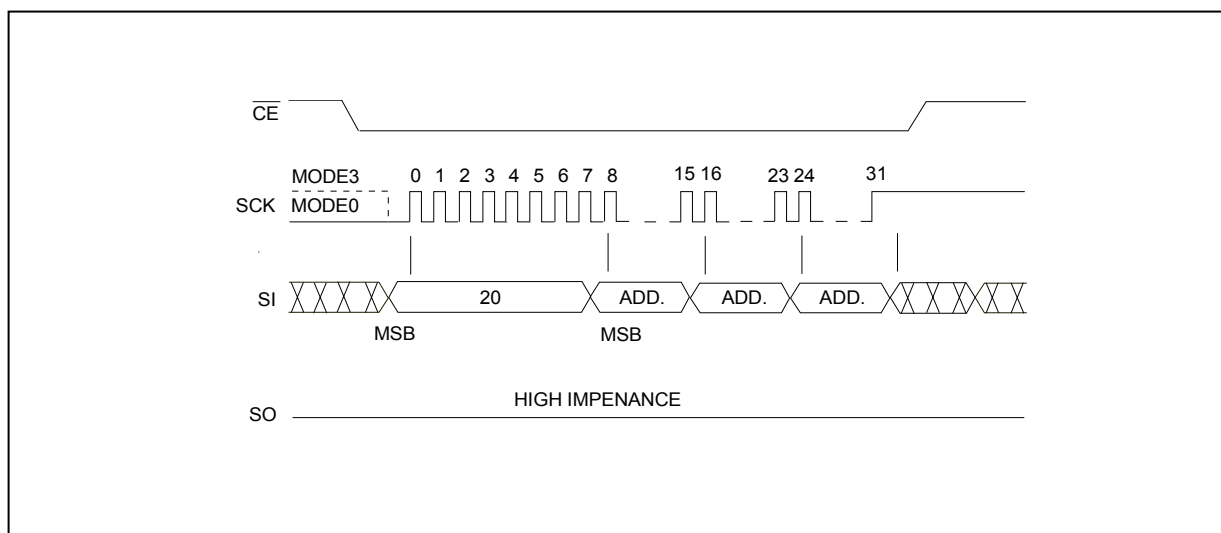 CE
MODE3
0 1 2 3 4 5 6 7 8 15 16 23 24 31
SCK MODE0
SI 20 ADD. ADD. ADD.
MSB MSB
HIGH IMPENANCE
SO